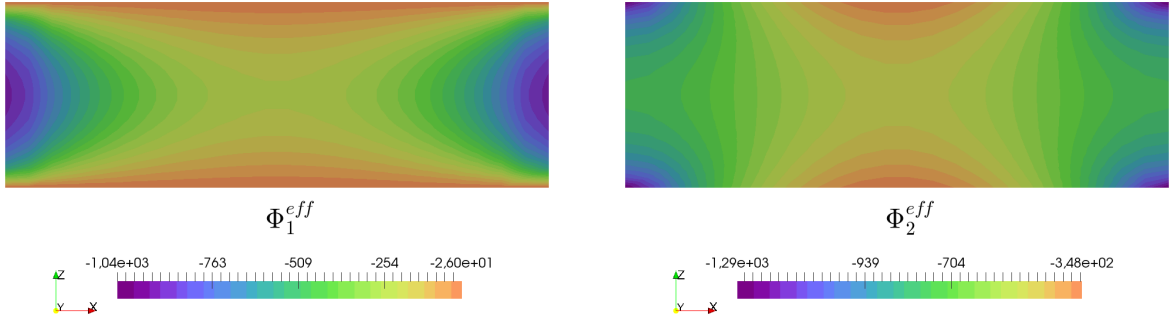 Φ₁ᵉᶠᶠ
Φ₂ᵉᶠᶠ
-1,04e+03 -763 -509 -254 -2,60e+01
Z
Y X
-1,29e+03 -939 -704 -3,48e+02
Z
Y X